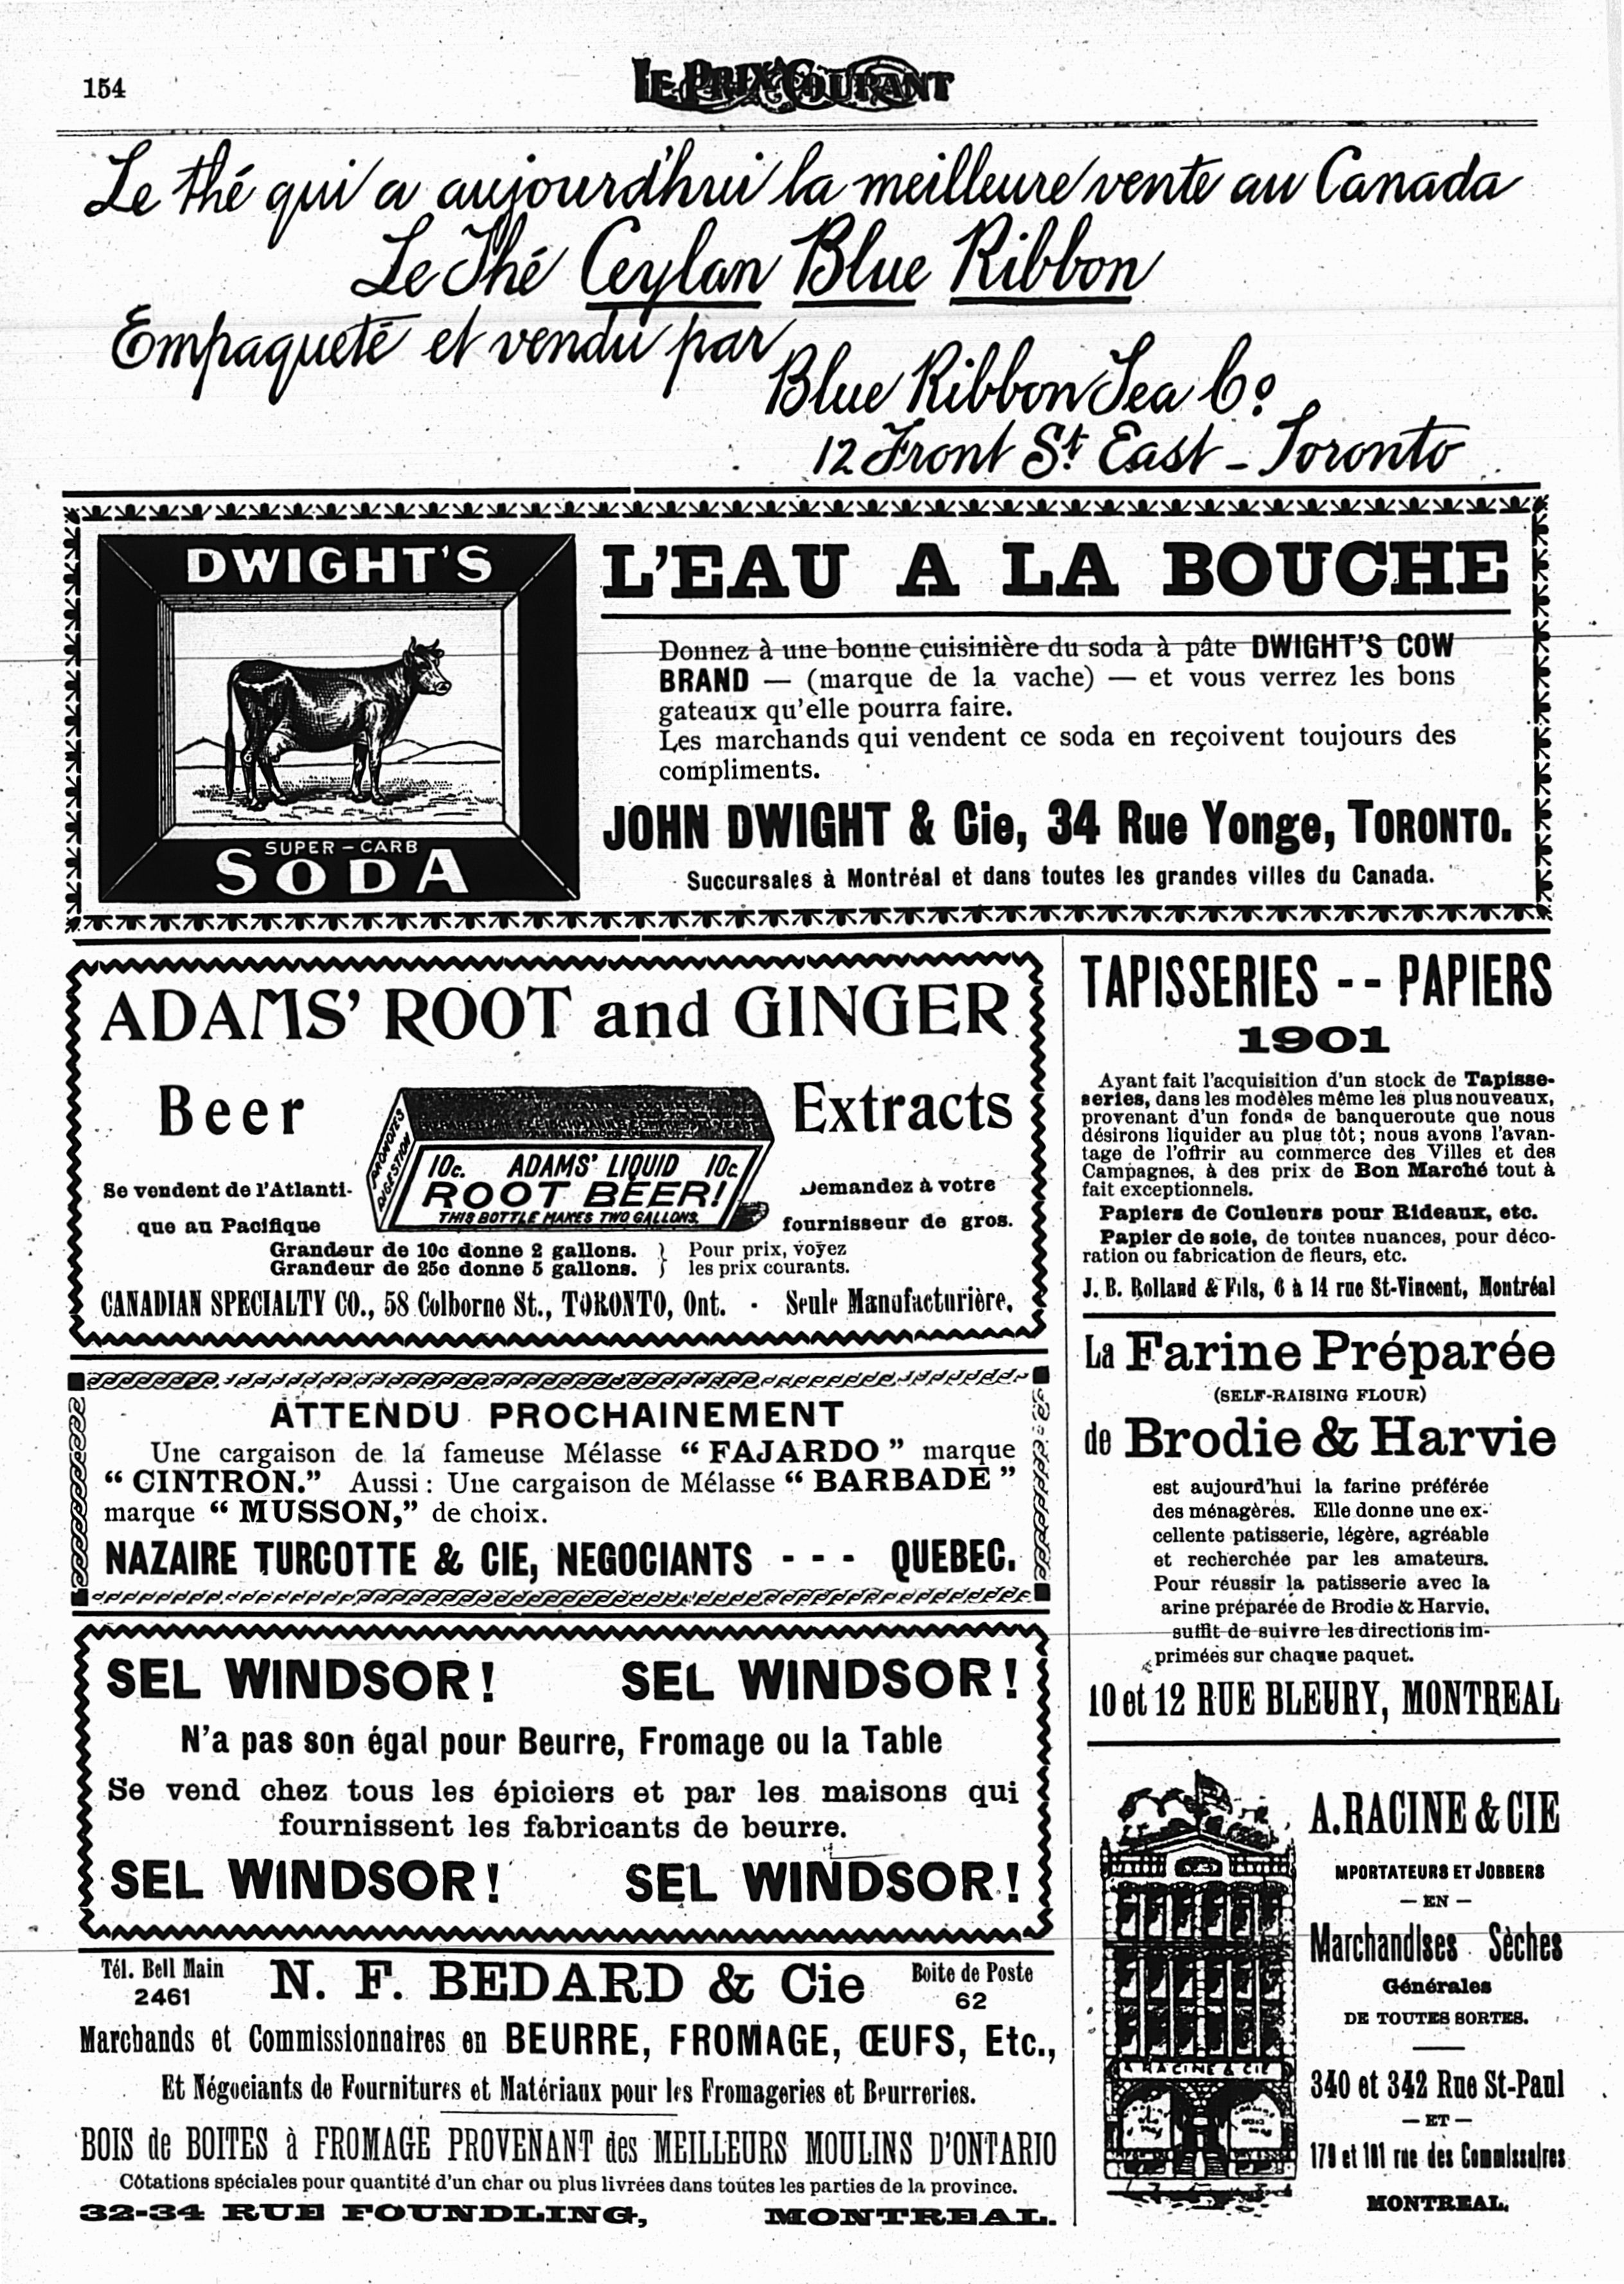 154
LE PRIX COURANT
Le thé qui a aujourd'hui la meilleure vente au Canada
Le Thé Ceylan Blue Ribbon
Empaqueté et vendu par
Blue Ribbon Tea Co.
12 Front St. East - Toronto
DWIGHT'S
SUPER-CARB
SODA
L'EAU A LA BOUCHE
Donnez à une bonne cuisinière du soda à pâte DWIGHT'S COW
BRAND — (marque de la vache) — et vous verrez les bons
gateaux qu'elle pourra faire.
Les marchands qui vendent ce soda en reçoivent toujours des
compliments.
JOHN DWIGHT & Cie, 34 Rue Yonge, TORONTO.
Succursales à Montréal et dans toutes les grandes villes du Canada.
ADAMS' ROOT and GINGER
Beer Extracts
PROMOTES
DIGESTION
10c. ADAMS' LIQUID 10c.
ROOT BEER!
THIS BOTTLE MAKES TWO GALLONS.
Se vendent de l'Atlanti-
que au Pacifique
Demandez à votre
fournisseur de gros.
Grandeur de 10c donne 2 gallons. } Pour prix, voyez
Grandeur de 25c donne 5 gallons. } les prix courants.
CANADIAN SPECIALTY CO., 58 Colborne St., TORONTO, Ont. - Seule Manufacturière.
ATTENDU PROCHAINEMENT
Une cargaison de la fameuse Mélasse “ FAJARDO ” marque
“ CINTRON.” Aussi : Une cargaison de Mélasse “ BARBADE ”
marque “ MUSSON,” de choix.
NAZAIRE TURCOTTE & CIE, NEGOCIANTS - - - QUEBEC.
SEL WINDSOR ! SEL WINDSOR !
N'a pas son égal pour Beurre, Fromage ou la Table
Se vend chez tous les épiciers et par les maisons qui
fournissent les fabricants de beurre.
SEL WINDSOR ! SEL WINDSOR !
Tél. Bell Main
2461
N. F. BEDARD & Cie
Boite de Poste
62
Marchands et Commissionnaires en BEURRE, FROMAGE, ŒUFS, Etc.,
Et Négociants de Fournitures et Matériaux pour les Fromageries et Beurreries.
BOIS de BOITES à FROMAGE PROVENANT des MEILLEURS MOULINS D'ONTARIO
Côtations spéciales pour quantité d'un char ou plus livrées dans toutes les parties de la province.
32-34 RUE FOUNDLING, MONTREAL.
TAPISSERIES -- PAPIERS
1901
Ayant fait l'acquisition d'un stock de Tapisse-
series, dans les modèles même les plus nouveaux,
provenant d'un fonds de banqueroute que nous
désirons liquider au plus tôt ; nous avons l'avan-
tage de l'offrir au commerce des Villes et des
Campagnes, à des prix de Bon Marché tout à
fait exceptionnels.
Papiers de Couleurs pour Rideaux, etc.
Papier de soie, de toutes nuances, pour déco-
ration ou fabrication de fleurs, etc.
J. B. Rolland & Fils, 6 à 14 rue St-Vincent, Montréal
La Farine Préparée
(SELF-RAISING FLOUR)
de Brodie & Harvie
est aujourd'hui la farine préférée
des ménagères. Elle donne une ex-
cellente patisserie, légère, agréable
et recherchée par les amateurs.
Pour réussir la patisserie avec la
arine préparée de Brodie & Harvie,
suffit de suivre les directions im-
primées sur chaque paquet.
10 et 12 RUE BLEURY, MONTREAL
A RACINE & CIE
A. RACINE & CIE
MPORTATEURS ET JOBBERS
— EN —
Marchandises Sèches
Générales
DE TOUTES SORTES.
340 et 342 Rue St-Paul
— ET —
179 et 181 rue des Commissaires
MONTREAL.